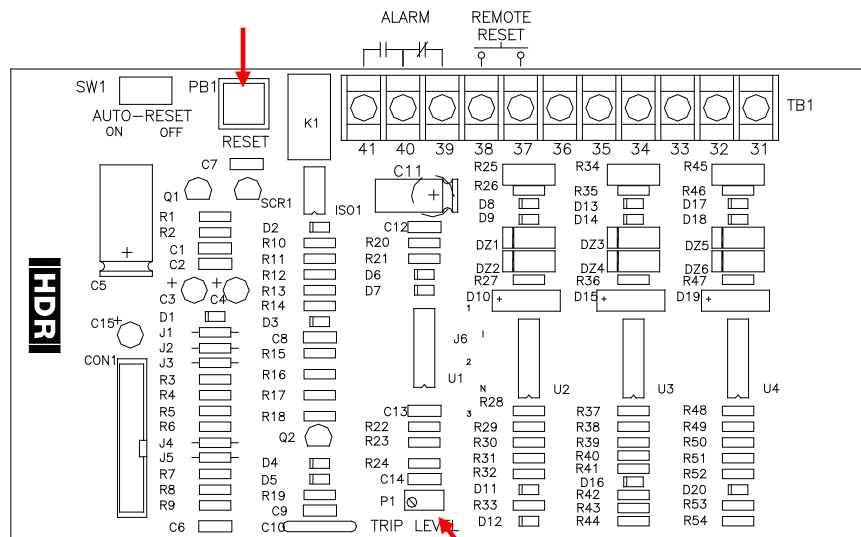 ALARM
REMOTE
RESET
SW1
AUTO-RESET
ON OFF
PB1
RESET
K1
TB1
41 40 39 38 37 36 35 34 33 32 31
C7
Q1
SCR1
ISO1
C11
R25
R34
R45
R26
R35
R46
D8
D13
D17
D9
D14
D18
DZ1
DZ3
DZ5
DZ2
DZ4
DZ6
R27
R36
R47
D10
D15
D19
C5
R1
R2
C1
C2
C3
C4
C15
D1
J1
J2
J3
CON1
R3
R4
R5
R6
J4
J5
R7
R8
R9
C6
HDR
D2
R10
R11
R12
R13
R14
D3
C8
R15
R16
R17
R18
Q2
D4
D5
R19
C9
C10
C12
R20
R21
D6
D7
U1
J6
1
I
2
N
3
C13
R22
R23
R24
C14
P1
TRIP LEVEL
U2
U3
U4
R28
R29
R30
R31
R32
D11
R33
D12
R37
R38
R39
R40
R41
D16
R42
R43
R44
R48
R49
R50
R51
R52
D20
R53
R54